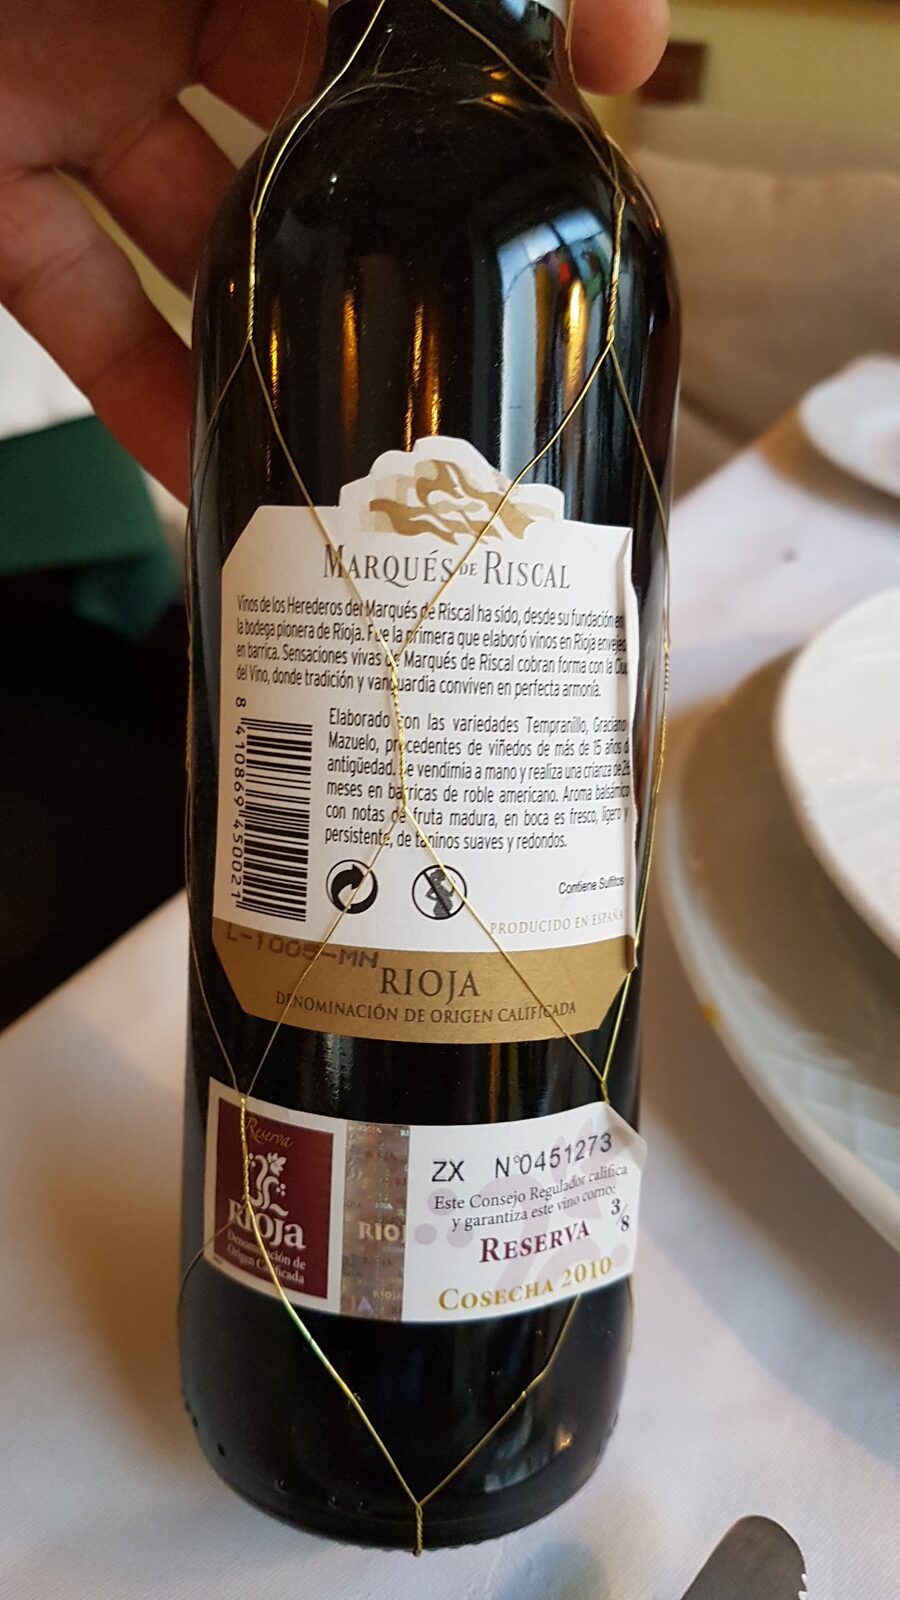 MARQUÉS DE RISCAL
Vinos de los Herederos del Marqués de Riscal ha sido, desde su fundación en
la bodega pionera de Rioja. Fue la primera que elaboró vinos en Rioja
en barrica. Sensaciones vivas de Marqués de Riscal cobran forma con la
del Vino, donde tradición y vanguardia conviven en perfecta armonía.
Elaborado con las variedades Tempranillo, Graciano
Mazuelo, procedentes de viñedos de más de 15 años
antigüedad. Se vendimia a mano y realiza una crianza de 26
meses en barricas de roble americano. Aroma balsámico
con notas de fruta madura, en boca es fresco, ligero y
persistente, de taninos suaves y redondos.
8 410869 450021
Contiene Sulfitos
PRODUCIDO EN ESPAÑA
L-1005-MN
RIOJA
DENOMINACIÓN DE ORIGEN CALIFICADA
Reserva
RIOJA
Denominación de
Origen Calificada
RIOJ
ZX N°0451273
Este Consejo Regulador califica
y garantiza este vino como:
RESERVA 3/8
COSECHA 2010